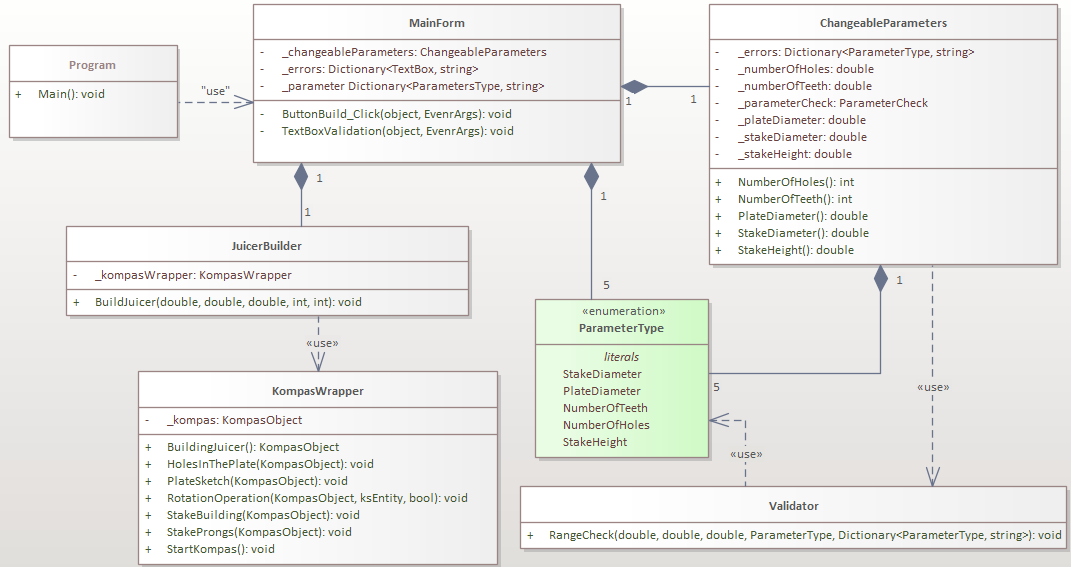 Program
+ Main(): void
"use"
MainForm
- _changeableParameters: ChangeableParameters
- _errors: Dictionary<TextBox, string>
- _parameter Dictionary<ParametersType, string>
- ButtonBuild_Click(object, EvenrArgs): void
- TextBoxValidation(object, EvenrArgs): void
1
1
ChangeableParameters
- _errors: Dictionary<ParameterType, string>
- _numberOfHoles: double
- _numberOfTeeth: double
- _parameterCheck: ParameterCheck
- _plateDiameter: double
- _stakeDiameter: double
- _stakeHeight: double
+ NumberOfHoles(): int
+ NumberOfTeeth(): int
+ PlateDiameter(): double
+ StakeDiameter(): double
+ StakeHeight(): double
1
1
JuicerBuilder
- _kompasWrapper: KompasWrapper
+ BuildJuicer(double, double, double, int, int): void
«use»
KompasWrapper
- _kompas: KompasObject
+ BuildingJuicer(): KompasObject
+ HolesInThePlate(KompasObject): void
+ PlateSketch(KompasObject): void
+ RotationOperation(KompasObject, ksEntity, bool): void
+ StakeBuilding(KompasObject): void
+ StakeProngs(KompasObject): void
+ StartKompas(): void
1
5
«enumeration»
ParameterType
literals
StakeDiameter
PlateDiameter
NumberOfTeeth
NumberOfHoles
StakeHeight
1
5
«use»
«use»
Validator
+ RangeCheck(double, double, double, ParameterType, Dictionary<ParameterType, string>): void